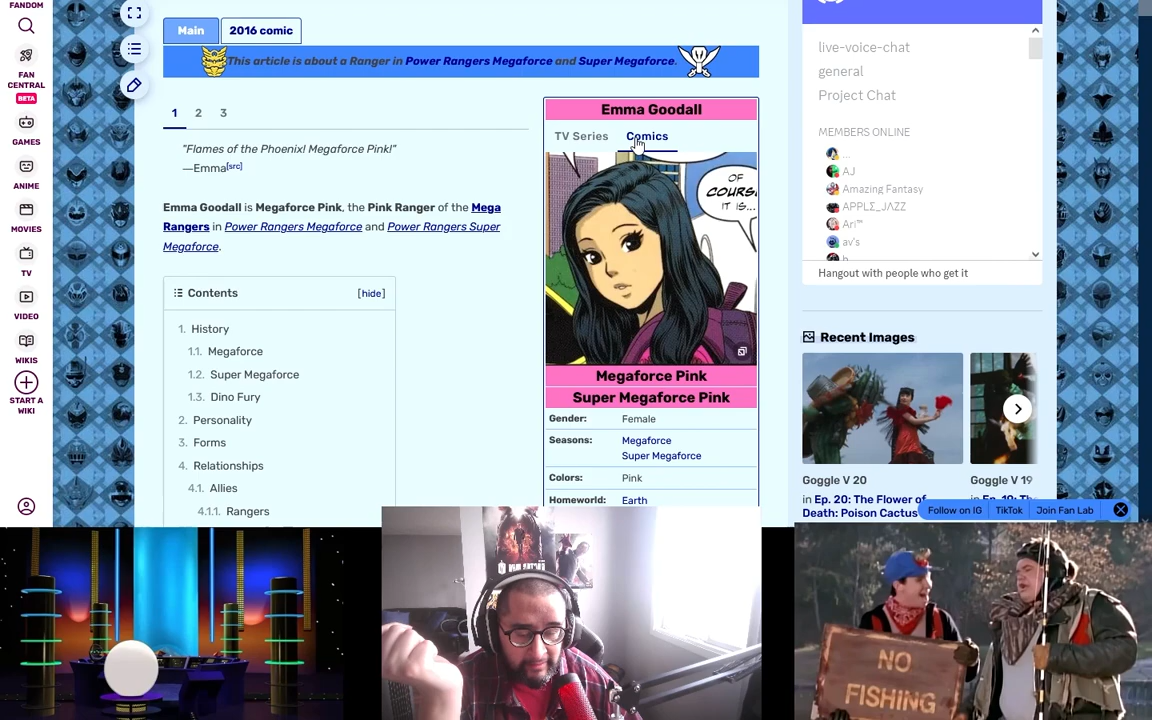 FANDOM
FAN
CENTRAL
BETA
GAMES
ANIME
MOVIES
TV
VIDEO
WIKIS
START A
WIKI
Main
2016 comic
This article is about a Ranger in Power Rangers Megaforce and Super Megaforce.
1 2 3
"Flames of the Phoenix! Megaforce Pink!"
—Emma[src]
Emma Goodall is Megaforce Pink, the Pink Ranger of the Mega
Rangers in Power Rangers Megaforce and Power Rangers Super
Megaforce.
Contents [hide]
1. History
1.1. Megaforce
1.2. Super Megaforce
1.3. Dino Fury
2. Personality
3. Forms
4. Relationships
4.1. Allies
4.1.1. Rangers
Emma Goodall
TV Series Comics
OF
COURSE
IT IS...
Megaforce Pink
Super Megaforce Pink
Gender: Female
Seasons: Megaforce
Super Megaforce
Colors: Pink
Homeworld: Earth
live-voice-chat
general
Project Chat
MEMBERS ONLINE
...
AJ
Amazing Fantasy
APPLΣ_JΛZZ
Ari™
av's
b
Hangout with people who get it
Recent Images
Goggle V 20
in Ep. 20: The Flower of
Death: Poison Cactus
Goggle V 19
in Ep. 19: Th
Follow on IG
TikTok
Join Fan Lab
NO
FISHING